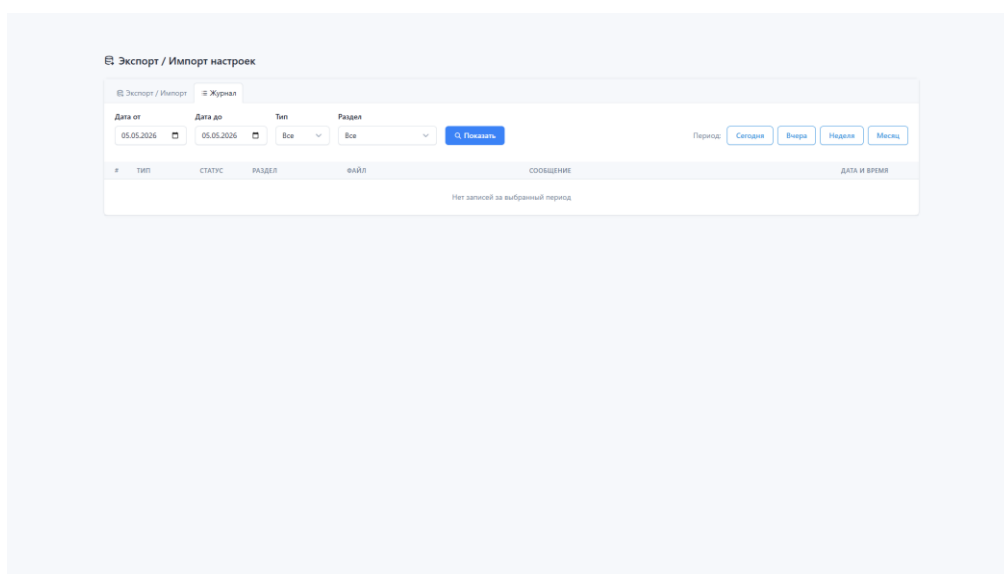 Экспорт / Импорт настроек
Экспорт / Импорт Журнал
Дата от Дата до Тип Раздел
05.05.2026 05.05.2026 Все Все Показать Период: Сегодня Вчера Неделя Месяц
# ТИП СТАТУС РАЗДЕЛ ФАЙЛ СООБЩЕНИЕ ДАТА И ВРЕМЯ
Нет записей за выбранный период